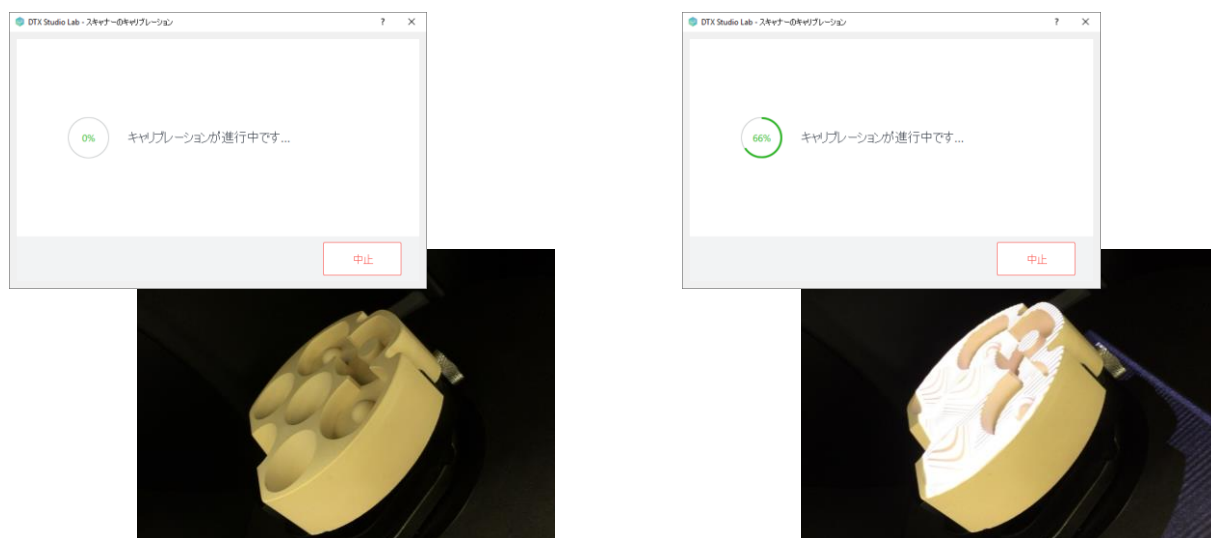 DTX Studio Lab - スキャナーのキャリブレーション
?
0%
キャリブレーションが進行中です...
中止
DTX Studio Lab - スキャナーのキャリブレーション
?
66%
キャリブレーションが進行中です...
中止